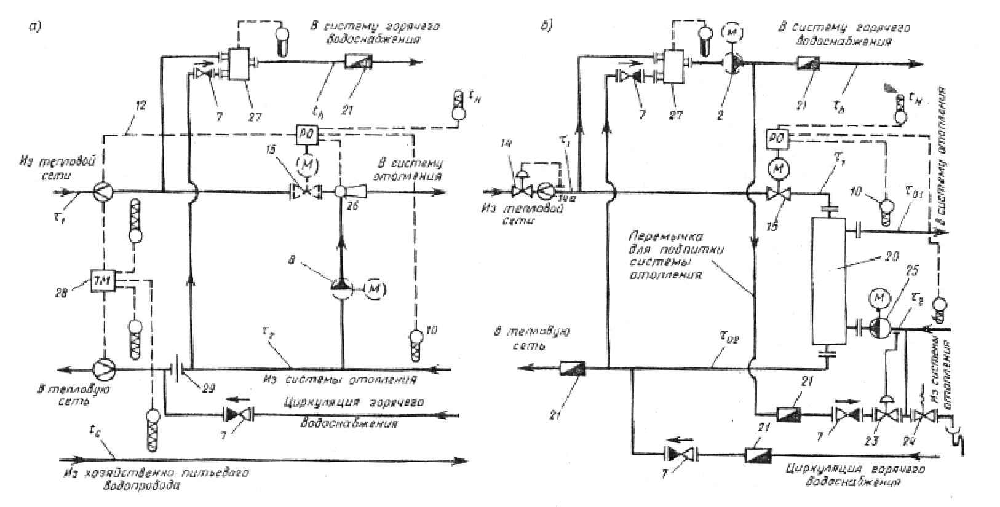 а)
В систему горячего
водоснабжения
7
27
t_h
21
t_н
12
РО
15
М
Из тепловой
сети
В систему
отопления
26
τ_1
8
М
ТМ
28
10
τ_2
Из системы отопления
В тепловую
сеть
29
Циркуляция горячего
водоснабжения
7
t_c
Из хозяйственно-питьевого
водопровода
б)
М
В систему горячего
водоснабжения
7
27
2
21
t_h
t_н
В систему отопления
14
τ_1
РО
М
τ_1
14а
Из тепловой
сети
15
10
τ_01
Перемычка
для подпитки
системы
отопления
20
25
М
τ_2
В тепловую
сеть
τ_02
Из системы
отопления
21
21
7
23
24
21
7
Циркуляция горячего
водоснабжения